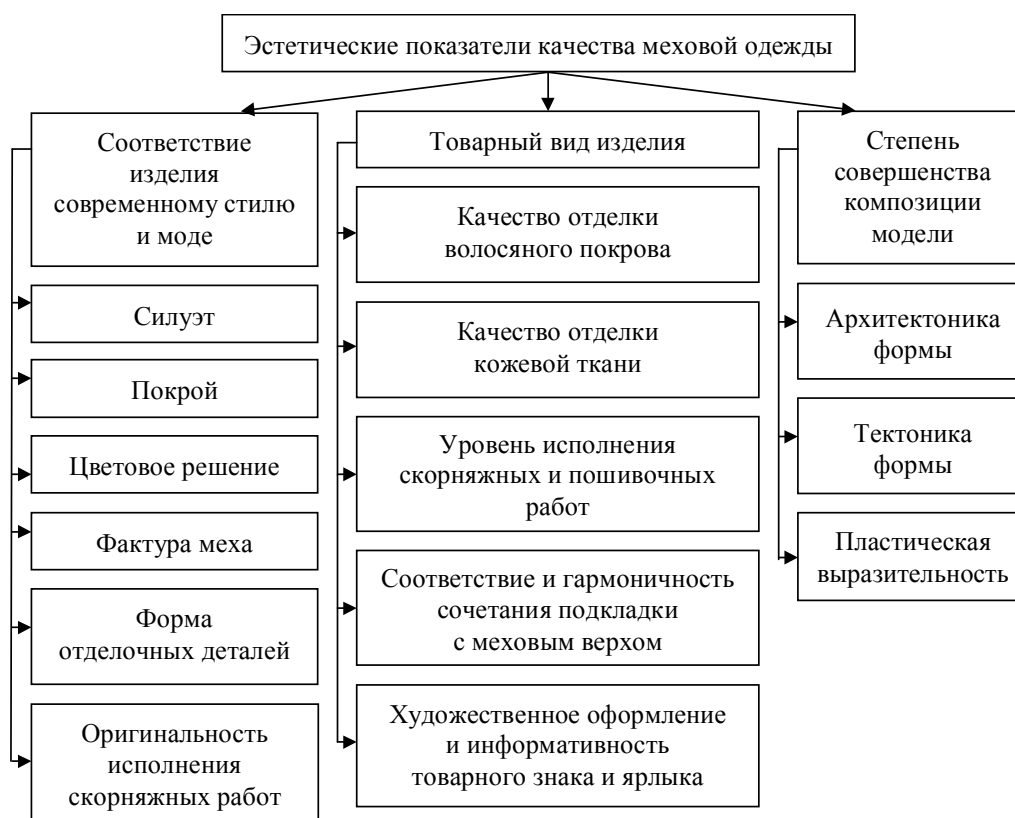 Эстетические показатели качества меховой одежды
Соответствие
изделия
современному стилю
и моде
Силуэт
Покрой
Цветовое решение
Фактура меха
Форма
отделочных деталей
Оригинальность
исполнения
скорняжных работ
Товарный вид изделия
Качество отделки
волосяного покрова
Качество отделки
кожевой ткани
Уровень исполнения
скорняжных и пошивочных
работ
Соответствие и гармоничность
сочетания подкладки
с меховым верхом
Художественное оформление
и информативность
товарного знака и ярлыка
Степень
совершенства
композиции
модели
Архитектоника
формы
Тектоника
формы
Пластическая
выразительность